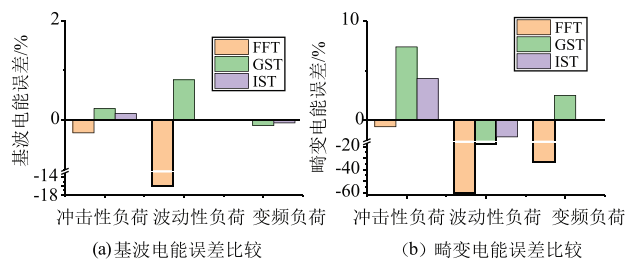 2
0
-14
-18
基波电能误差/%
FFT
GST
IST
冲击性负荷 波动性负荷 变频负荷
(a)基波电能误差比较
10
0
-20
-40
-60
畸变电能误差/%
FFT
GST
IST
冲击性负荷 波动性负荷 变频负荷
（b）畸变电能误差比较